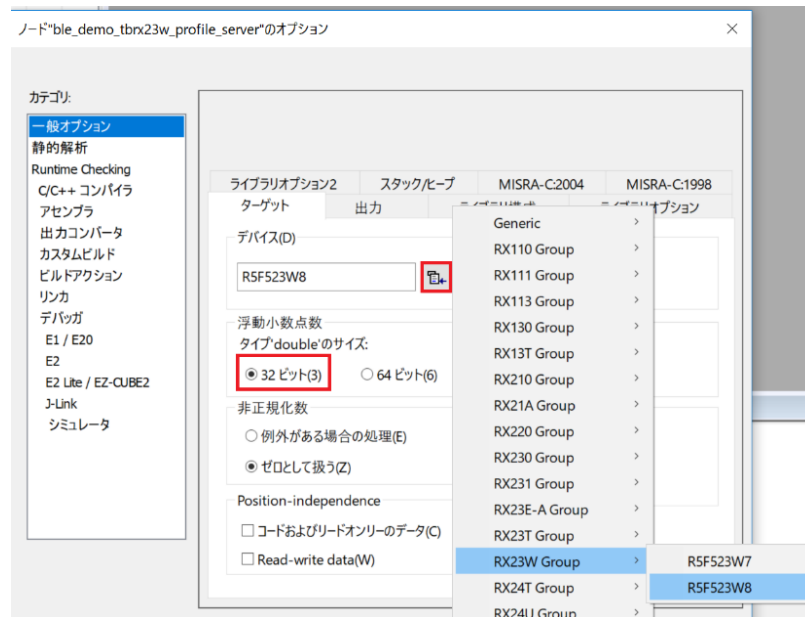 ノード"ble_demo_tbrx23w_profile_server"のオプション
カテゴリ:
一般オプション
静的解析
Runtime Checking
C/C++ コンパイラ
アセンブラ
出力コンバータ
カスタムビルド
ビルドアクション
リンカ
デバッガ
E1 / E20
E2
E2 Lite / EZ-CUBE2
J-Link
シミュレータ
ライブラリオプション2
スタック/ヒープ
MISRA-C:2004
MISRA-C:1998
ターゲット
出力
デバイス(D)
R5F523W8
浮動小数点数
タイプ'double'のサイズ:
32 ビット(3)
64 ビット(6)
非正規化数
例外がある場合の処理(E)
ゼロとして扱う(Z)
Position-independence
コードおよびリードオンリーのデータ(C)
Read-write data(W)
Generic
RX110 Group
RX111 Group
RX113 Group
RX130 Group
RX13T Group
RX210 Group
RX21A Group
RX220 Group
RX230 Group
RX231 Group
RX23E-A Group
RX23T Group
RX23W Group
RX24T Group
RX24U Group
R5F523W7
R5F523W8